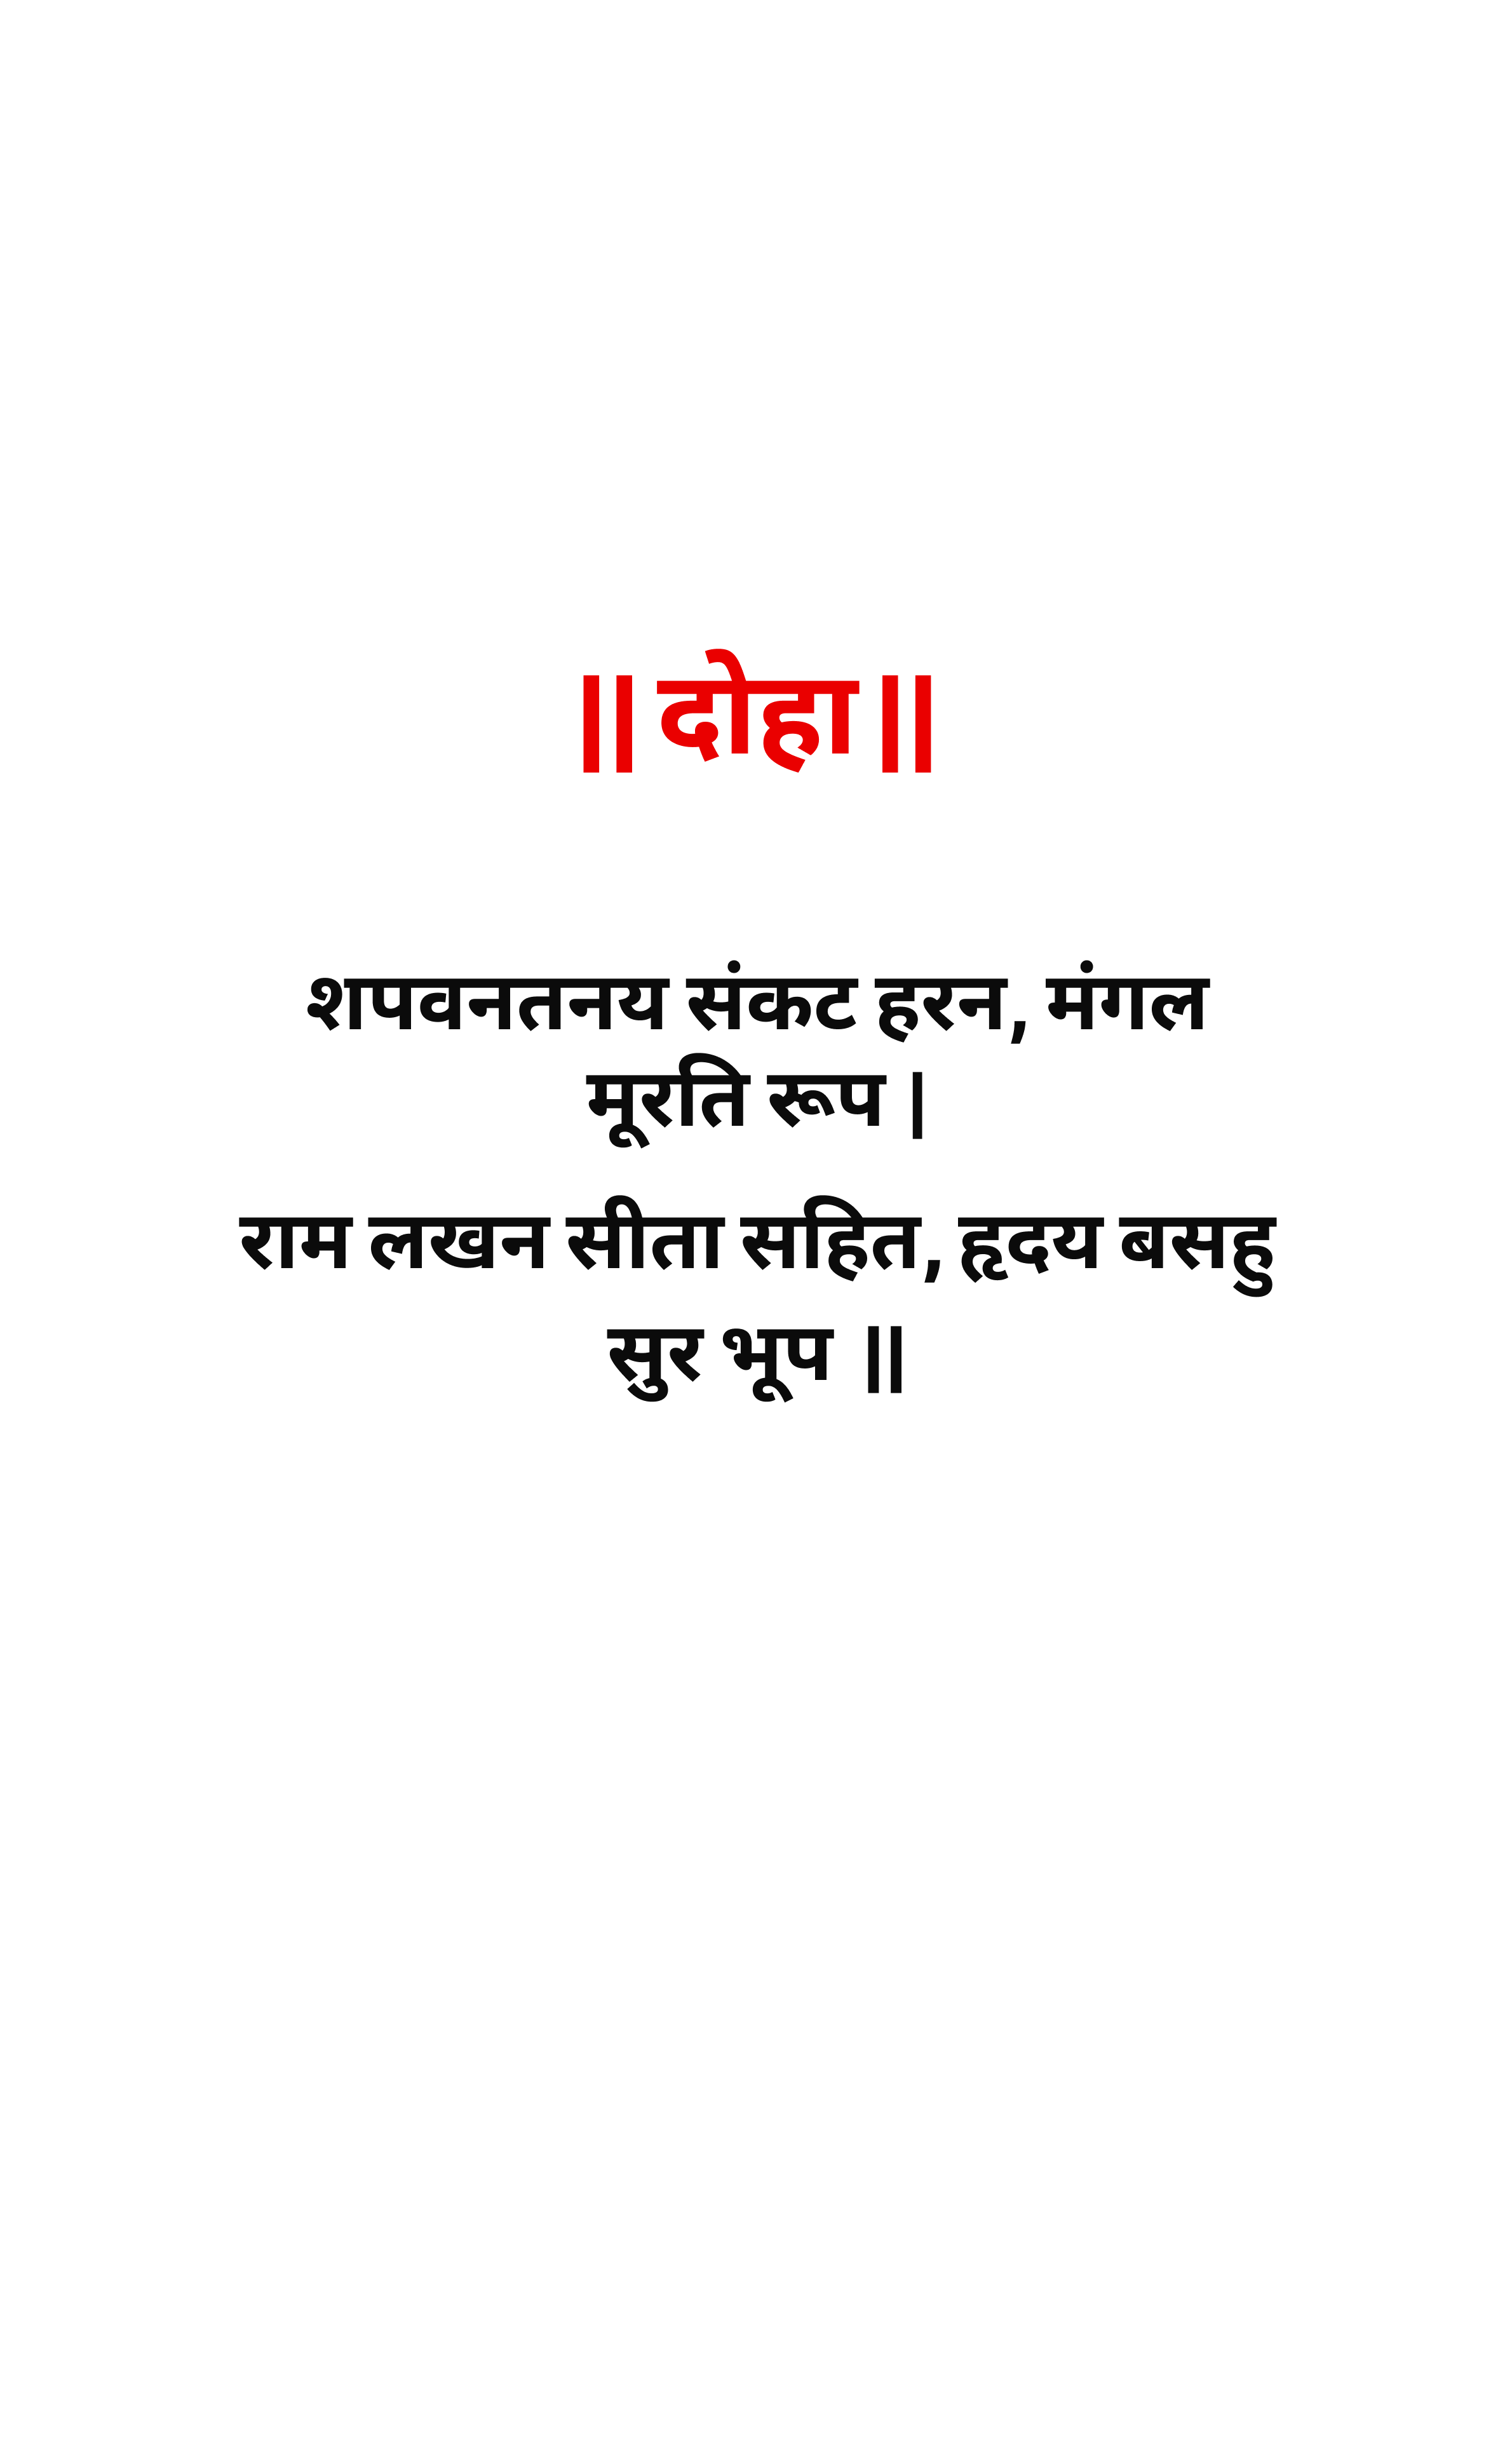 || दोहा ||
शपवनतनय संकट हरन, मंगल
मूरति रूप |
राम लखन सीता सहित, हृदय बसहु
सुर भूप ||